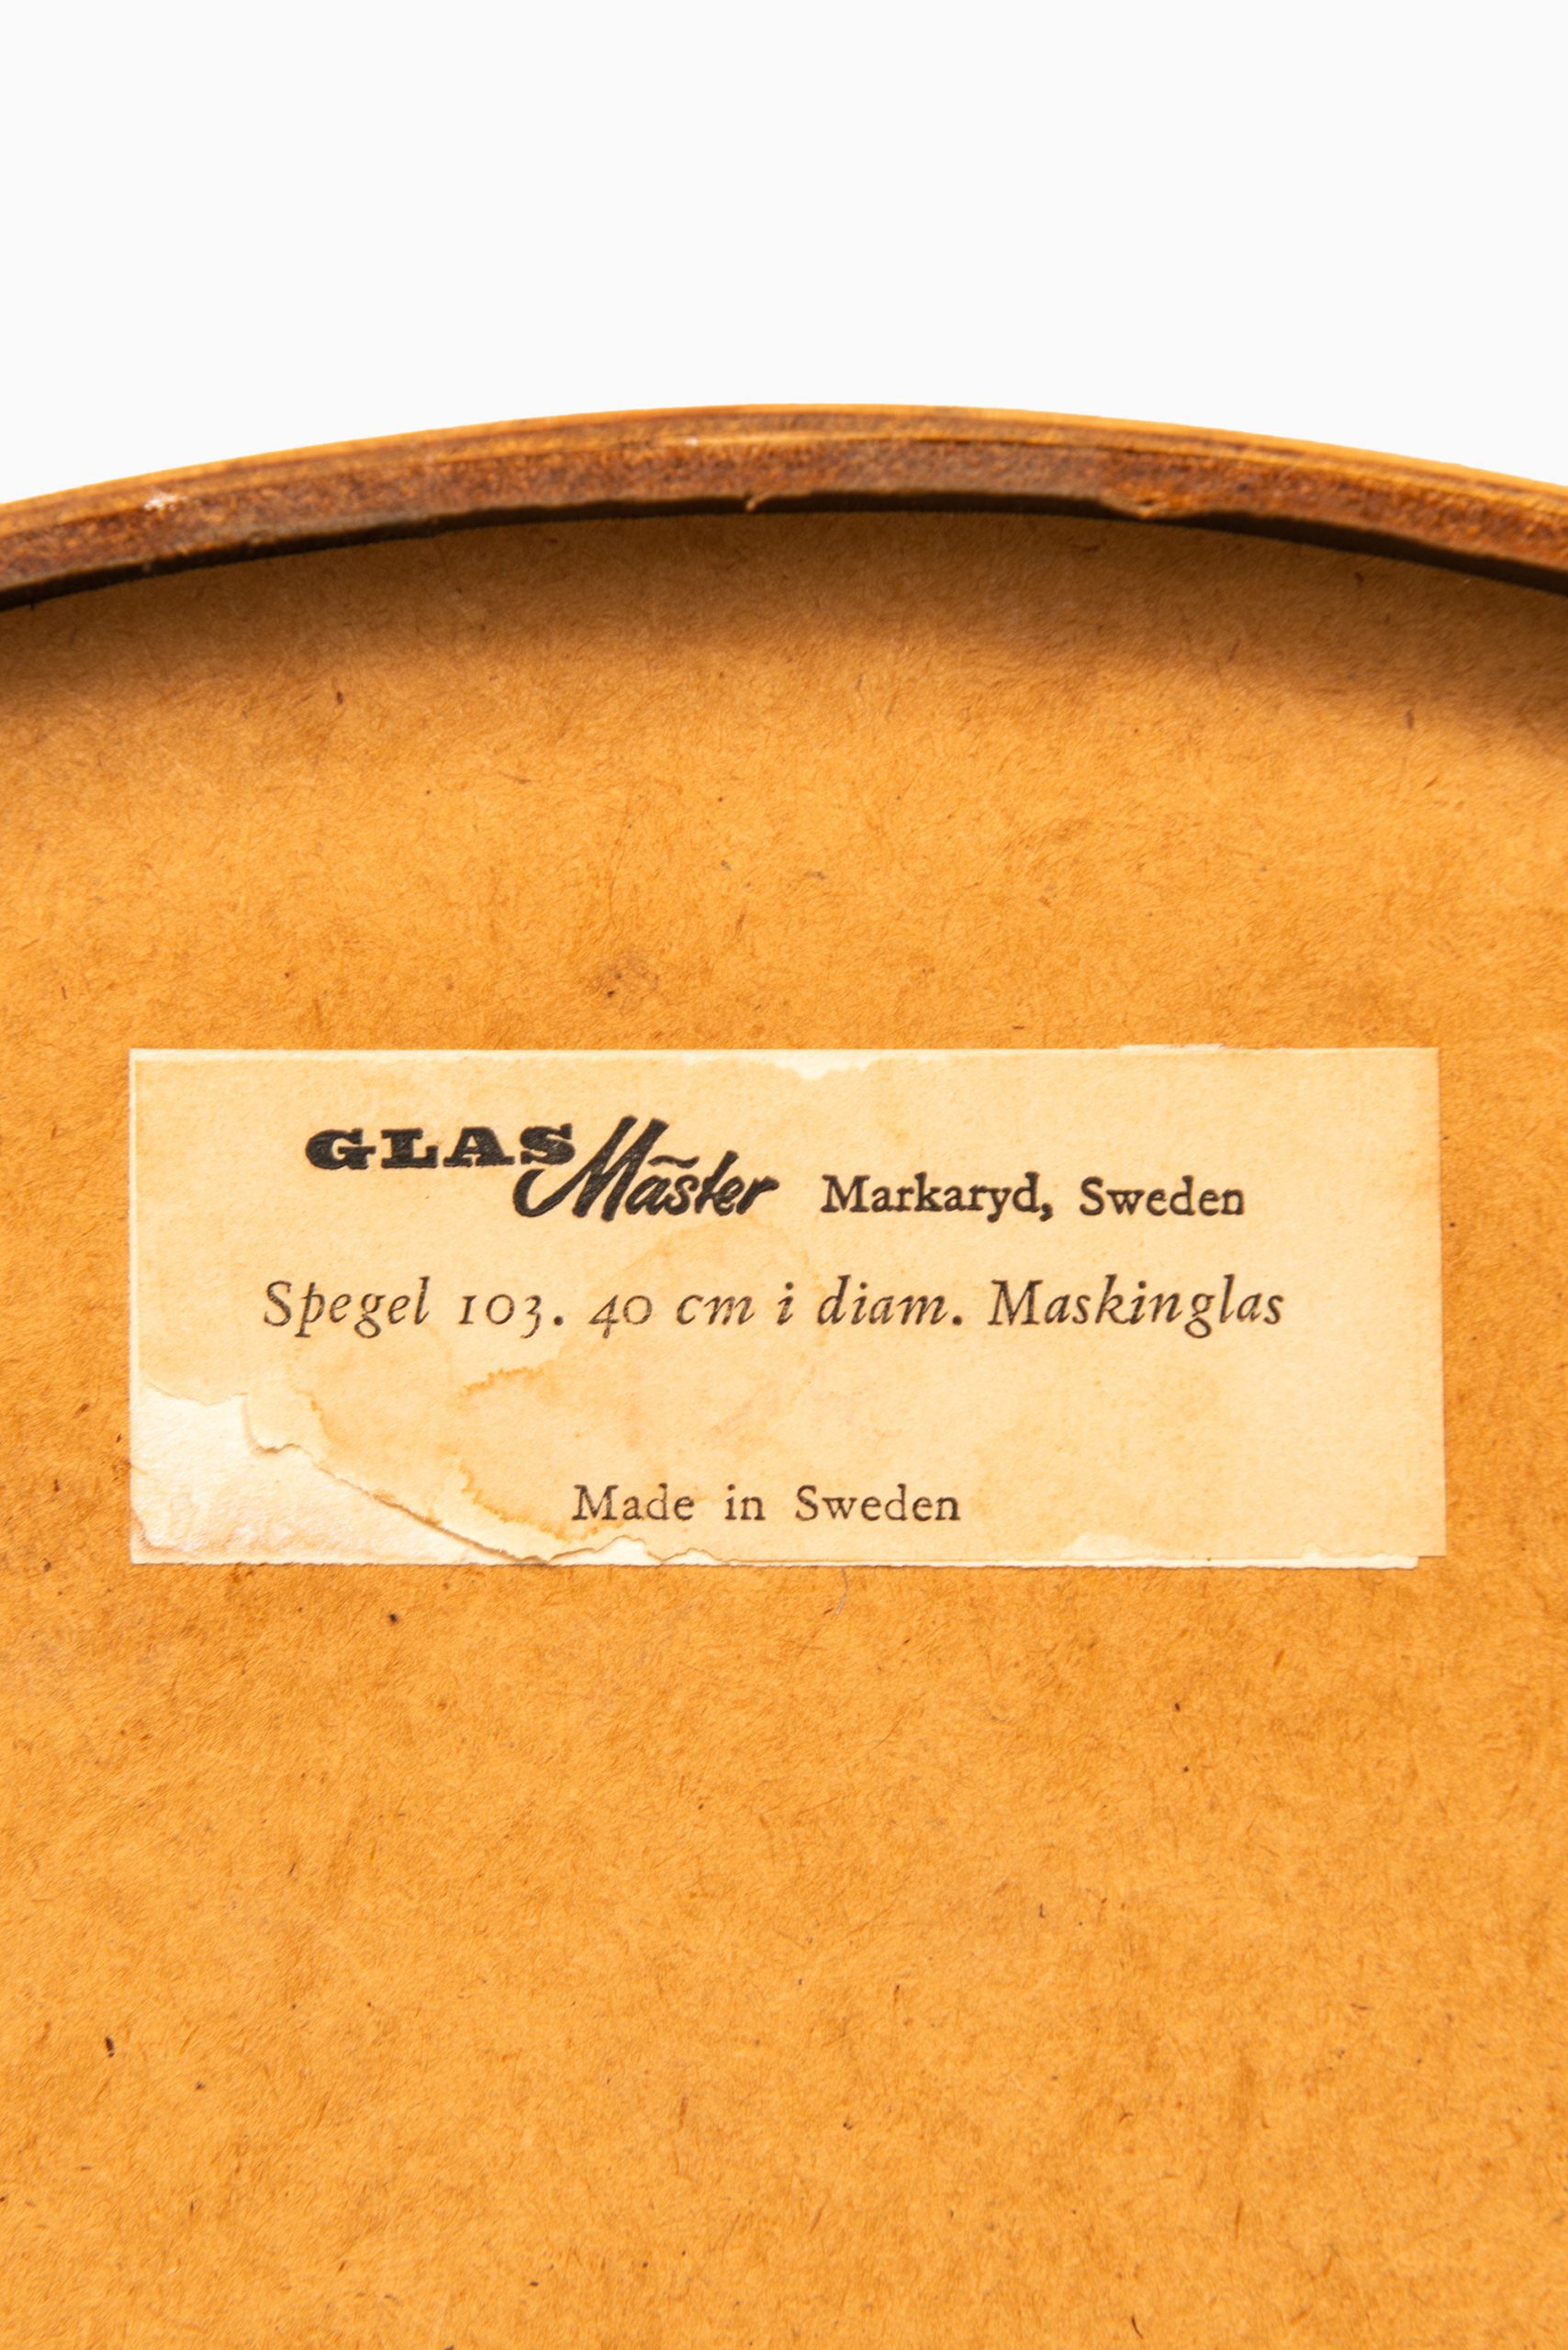 GLAS Mäster Markaryd, Sweden
Spegel 103. 40 cm i diam. Maskinglas
Made in Sweden